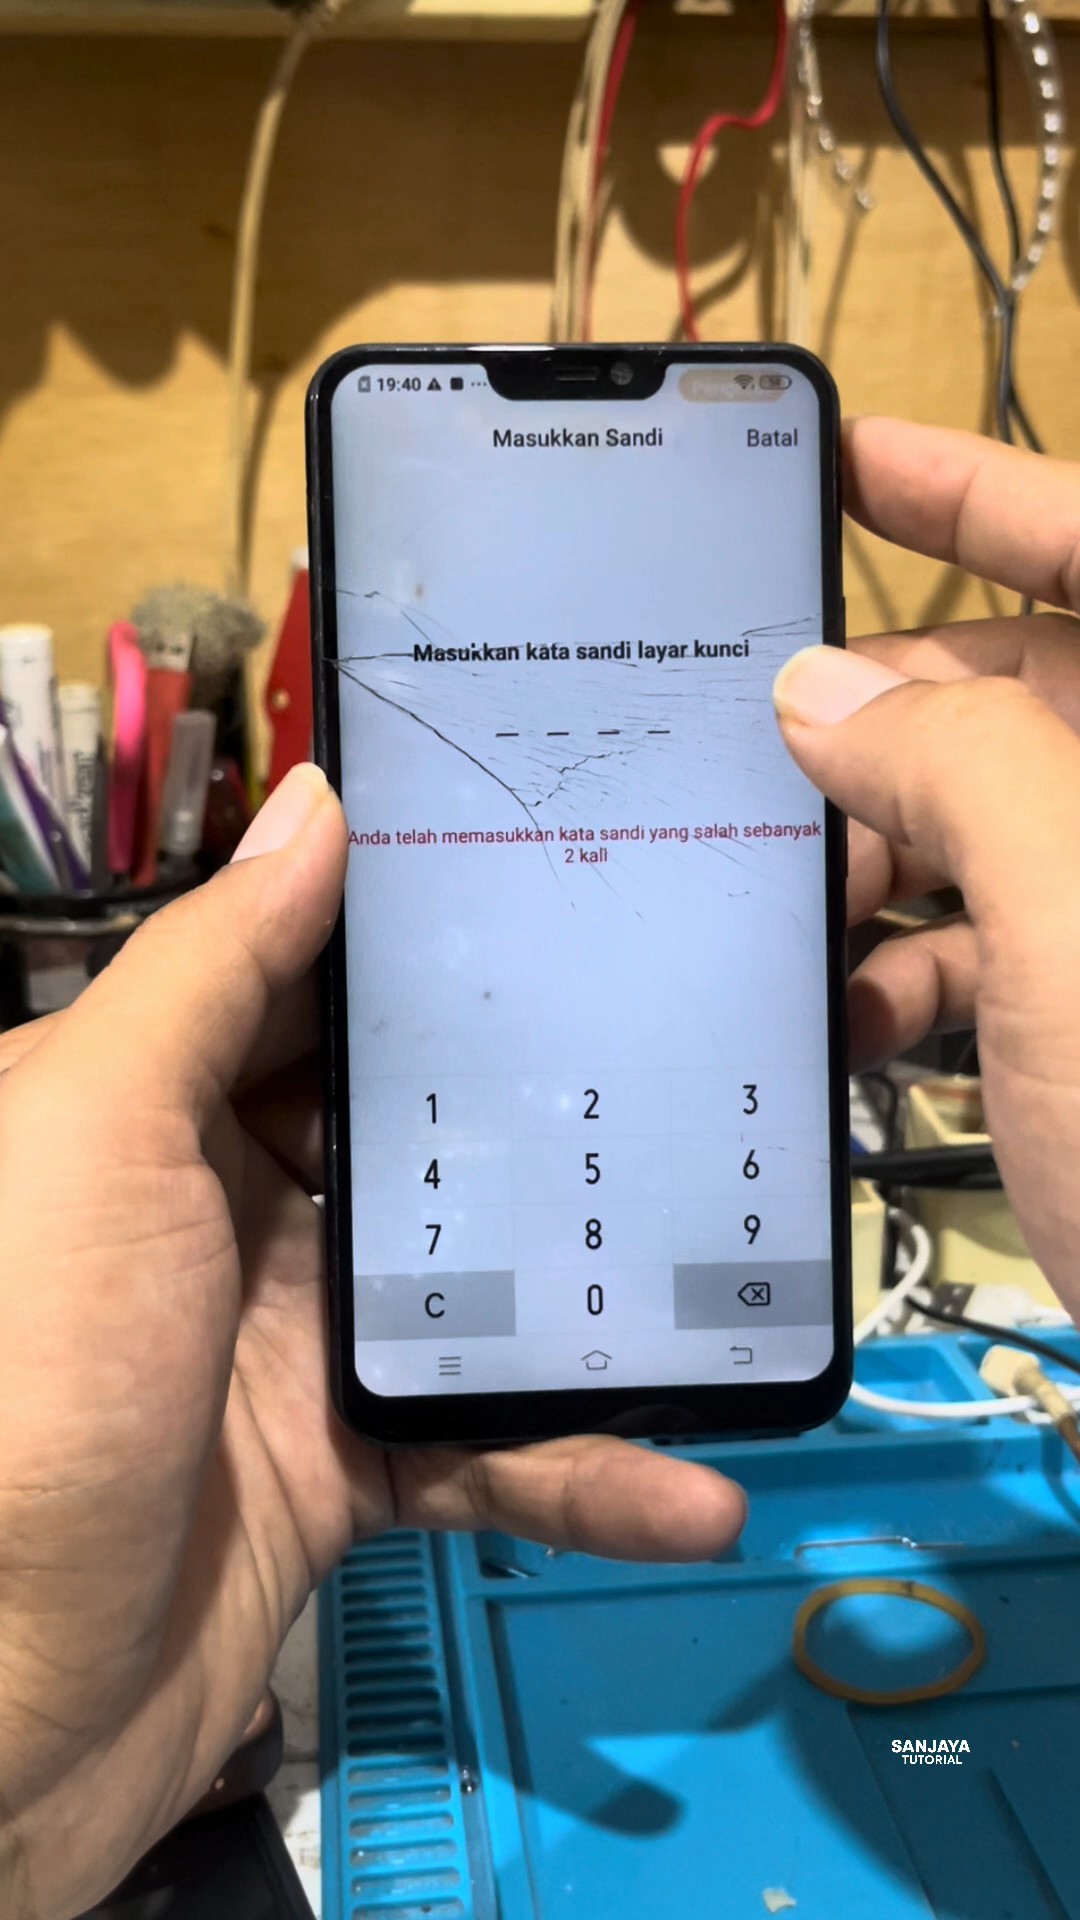 19:40
Masukkan Sandi
Batal
Masukkan kata sandi layar kunci
Anda telah memasukkan kata sandi yang salah sebanyak
2 kali
1 2 3
4 5 6
7 8 9
C 0
SANJAYA
TUTORIAL